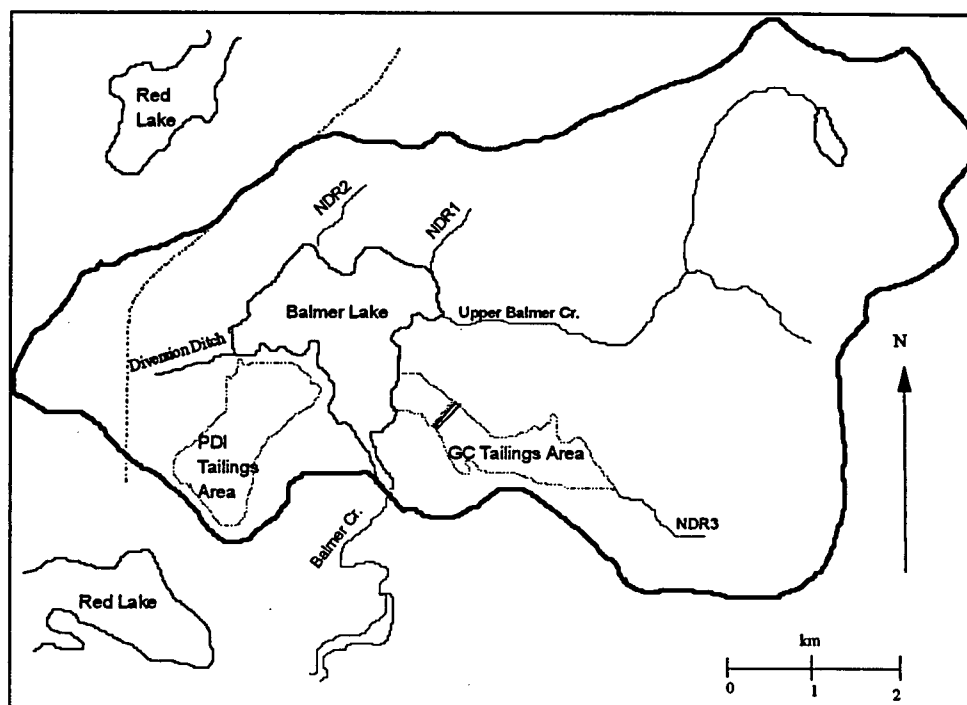 Red
Lake
NDR2
NDR1
Balmer Lake
Upper Balmer Cr.
Diversion Ditch
N
PDI
Tailings
Area
GC Tailings Area
NDR3
Balmer Cr.
Red Lake
km
0 1 2